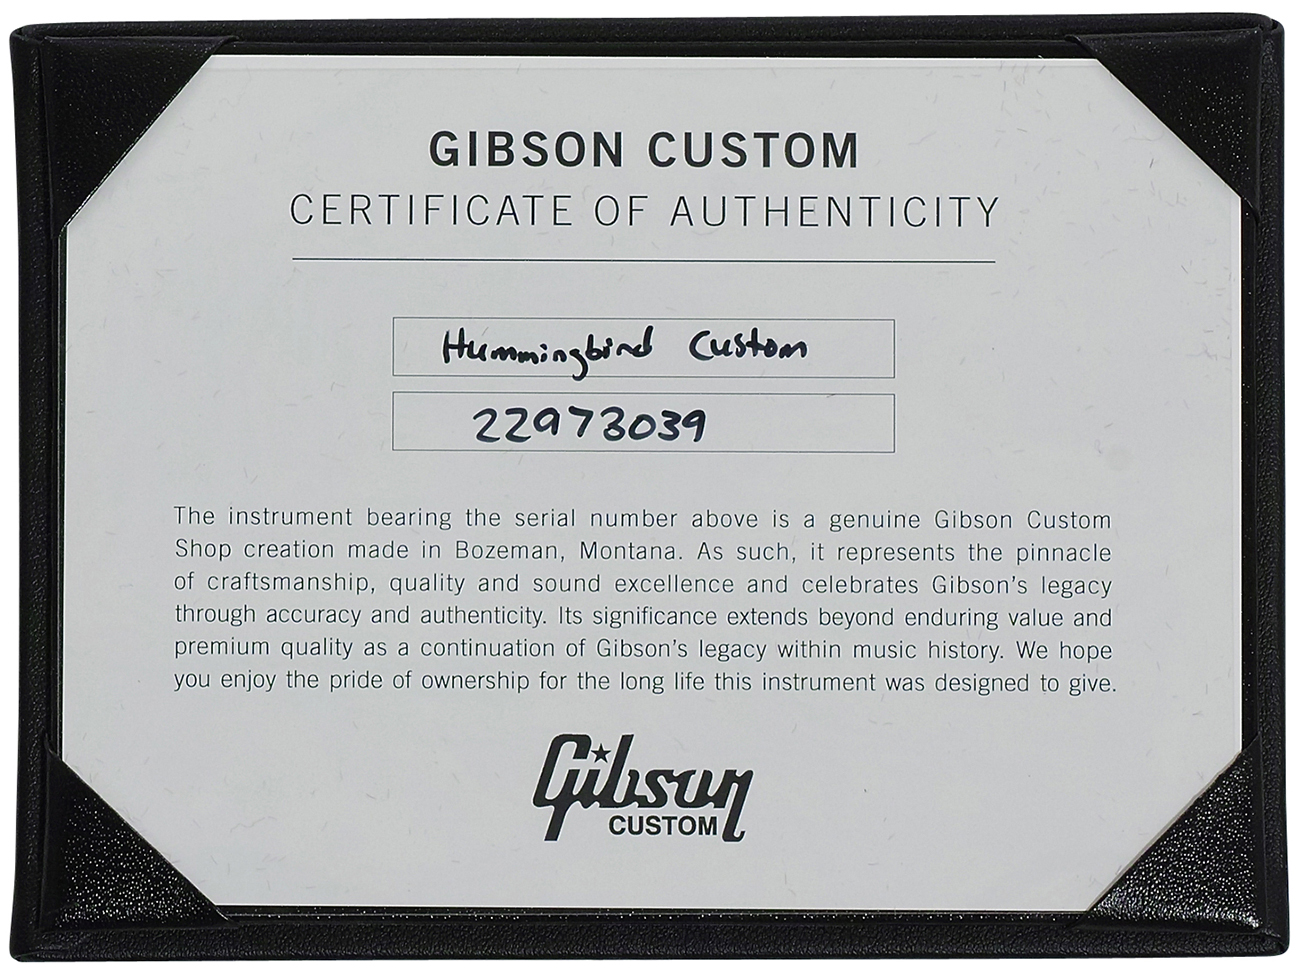 GIBSON CUSTOM
CERTIFICATE OF AUTHENTICITY
Hummingbird Custom
22973039
The instrument bearing the serial number above is a genuine Gibson Custom
Shop creation made in Bozeman, Montana. As such, it represents the pinnacle
of craftsmanship, quality and sound excellence and celebrates Gibson's legacy
through accuracy and authenticity. Its significance extends beyond enduring value and
premium quality as a continuation of Gibson's legacy within music history. We hope
you enjoy the pride of ownership for the long life this instrument was designed to give.
Gibson
CUSTOM